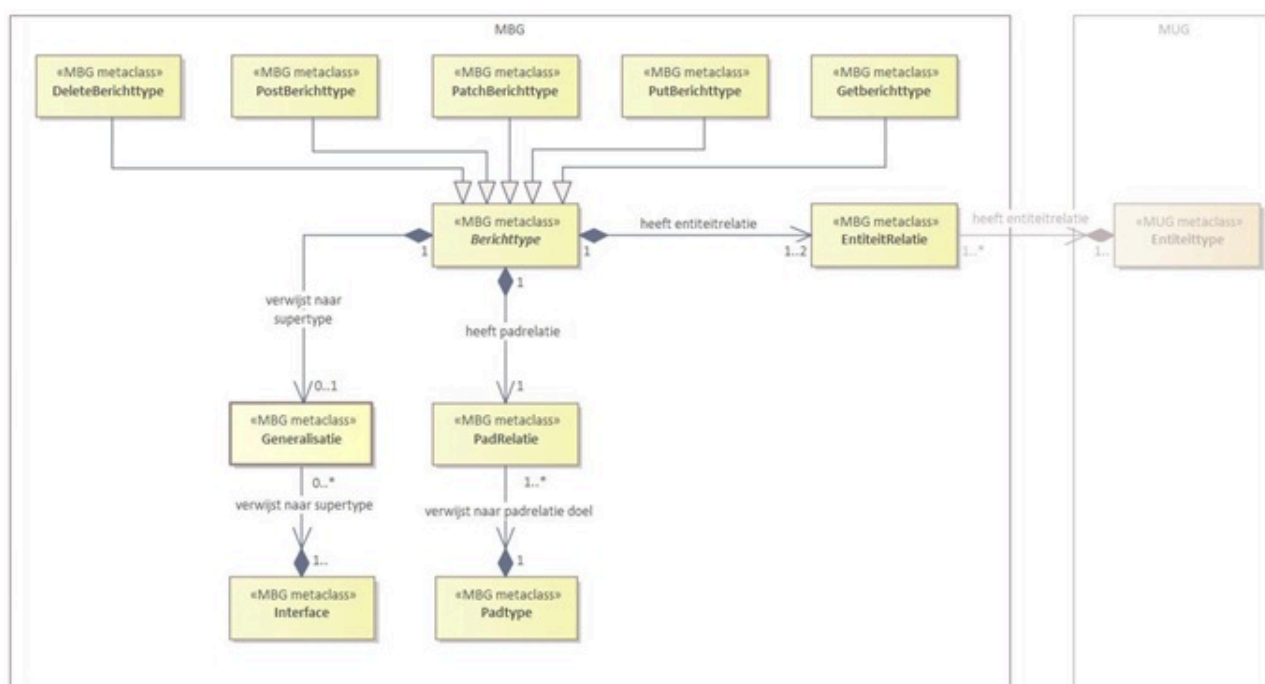 MBG
MUG
«MBG metaclass»
DeleteBerichttype
«MBG metaclass»
PostBerichttype
«MBG metaclass»
PatchBerichttype
«MBG metaclass»
PutBerichttype
«MBG metaclass»
Getberichttype
«MBG metaclass»
Berichttype
1
1
1
heeft entiteitrelatie
1..2
«MBG metaclass»
EntiteitRelatie
heeft entiteitrelatie
1..*
1..
«MUG metaclass»
Entiteittype
verwijst naar
supertype
0..1
heeft padrelatie
1
«MBG metaclass»
Generalisatie
«MBG metaclass»
PadRelatie
0..*
verwijst naar supertype
1..
1..*
verwijst naar padrelatie doel
1
«MBG metaclass»
Interface
«MBG metaclass»
Padtype